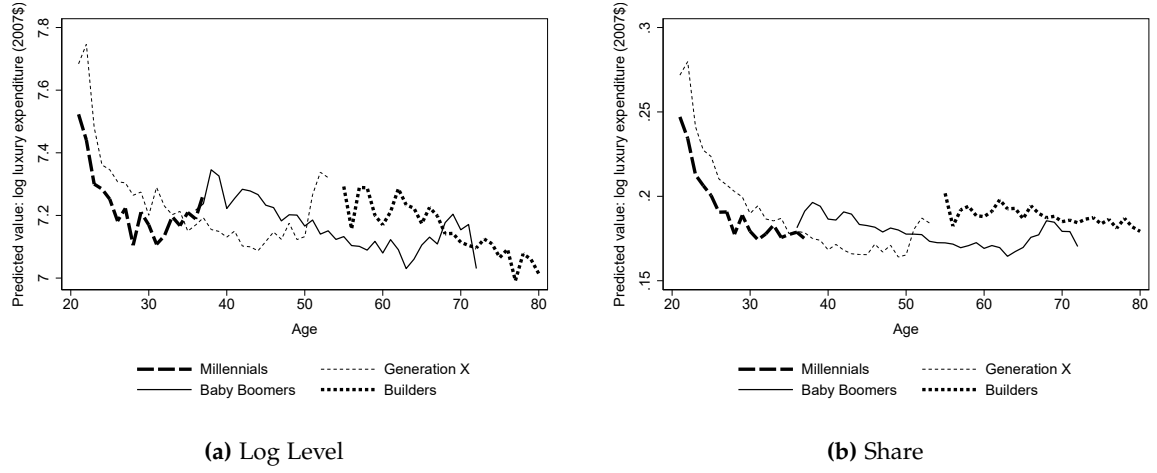 Predicted value: log luxury expenditure (2007$)
7.8
7.6
7.4
7.2
7
20 30 40 50 60 70 80
Age
Millennials Generation X
Baby Boomers Builders
(a) Log Level
Predicted value: log luxury expenditure (2007$)
.3
.25
.2
.15
20 30 40 50 60 70 80
Age
Millennials Generation X
Baby Boomers Builders
(b) Share